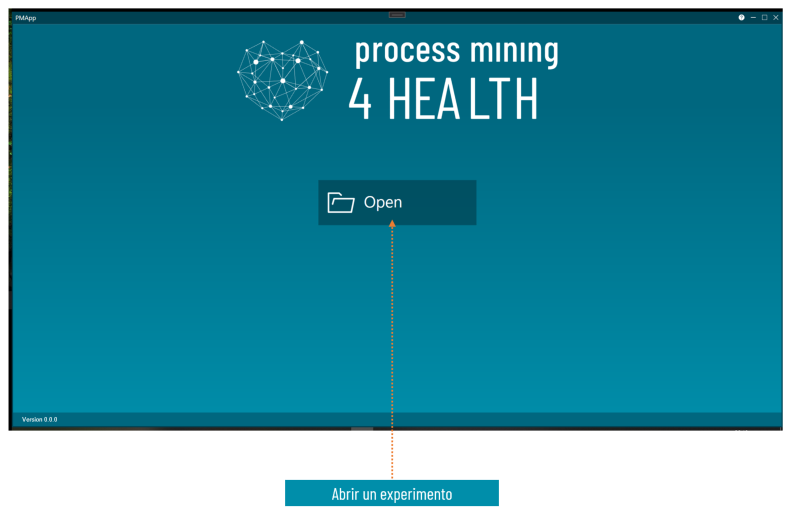 PMApp
process mining
4 HEALTH
Open
Version 0.0.0
Abrir un experimento